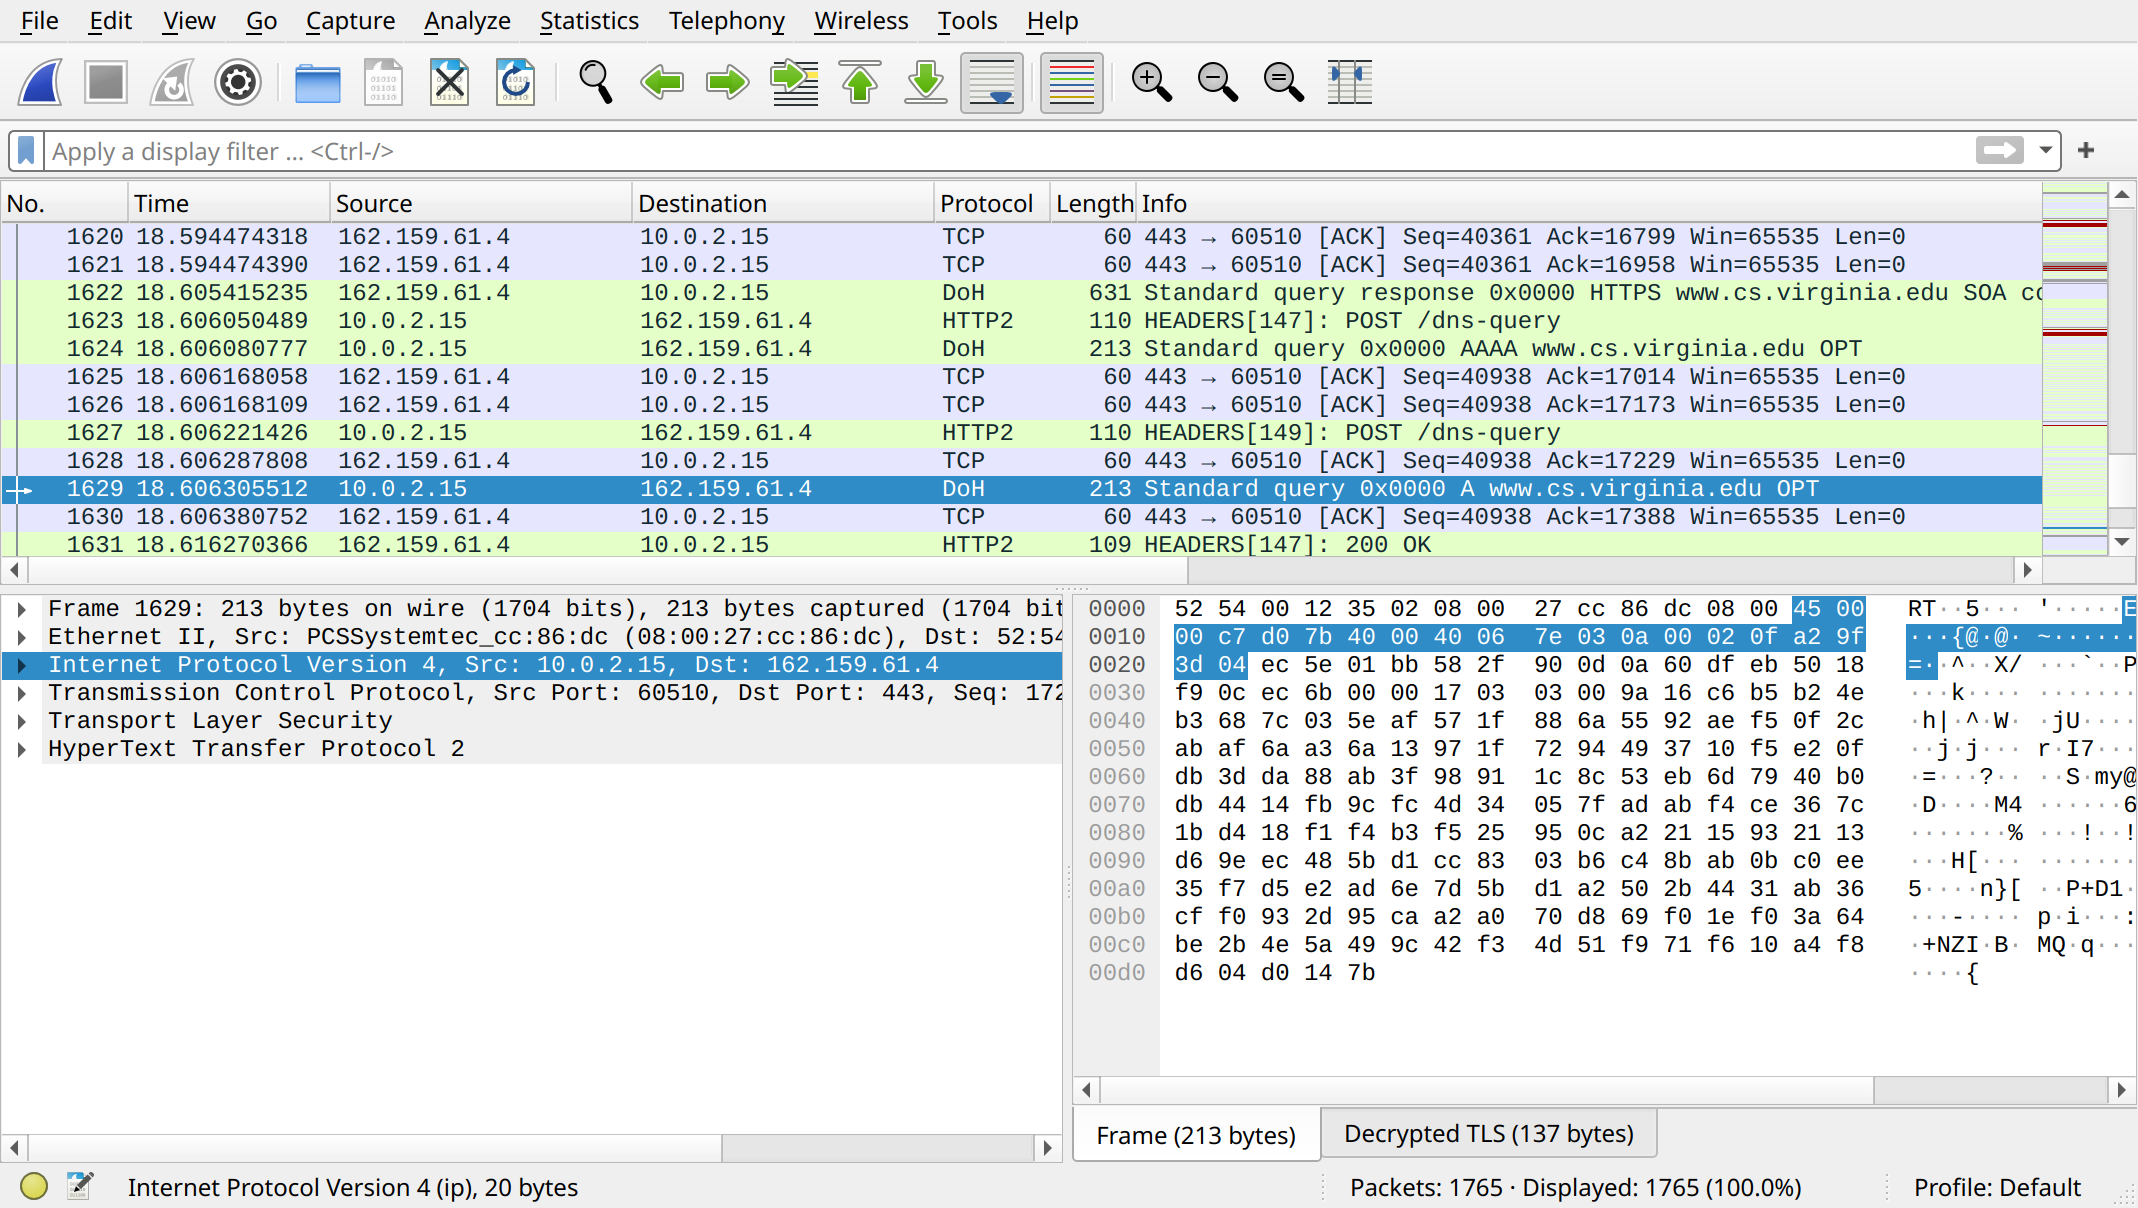 File Edit View Go Capture Analyze Statistics Telephony Wireless Tools Help
Apply a display filter ... <Ctrl-/>
No. Time Source Destination Protocol Length Info
1620 18.594474318 162.159.61.4 10.0.2.15 TCP 60 443 → 60510 [ACK] Seq=40361 Ack=16799 Win=65535 Len=0
1621 18.594474390 162.159.61.4 10.0.2.15 TCP 60 443 → 60510 [ACK] Seq=40361 Ack=16958 Win=65535 Len=0
1622 18.605415235 162.159.61.4 10.0.2.15 DoH 631 Standard query response 0x0000 HTTPS www.cs.virginia.edu SOA co
1623 18.606050489 10.0.2.15 162.159.61.4 HTTP2 110 HEADERS[147]: POST /dns-query
1624 18.606080777 10.0.2.15 162.159.61.4 DoH 213 Standard query 0x0000 AAAA www.cs.virginia.edu OPT
1625 18.606168058 162.159.61.4 10.0.2.15 TCP 60 443 → 60510 [ACK] Seq=40938 Ack=17014 Win=65535 Len=0
1626 18.606168109 162.159.61.4 10.0.2.15 TCP 60 443 → 60510 [ACK] Seq=40938 Ack=17173 Win=65535 Len=0
1627 18.606221426 10.0.2.15 162.159.61.4 HTTP2 110 HEADERS[149]: POST /dns-query
1628 18.606287808 162.159.61.4 10.0.2.15 TCP 60 443 → 60510 [ACK] Seq=40938 Ack=17229 Win=65535 Len=0
1629 18.606305512 10.0.2.15 162.159.61.4 DoH 213 Standard query 0x0000 A www.cs.virginia.edu OPT
1630 18.606380752 162.159.61.4 10.0.2.15 TCP 60 443 → 60510 [ACK] Seq=40938 Ack=17388 Win=65535 Len=0
1631 18.616270366 162.159.61.4 10.0.2.15 HTTP2 109 HEADERS[147]: 200 OK
Frame 1629: 213 bytes on wire (1704 bits), 213 bytes captured (1704 bit
Ethernet II, Src: PCSSystemtec_cc:86:dc (08:00:27:cc:86:dc), Dst: 52:54
Internet Protocol Version 4, Src: 10.0.2.15, Dst: 162.159.61.4
Transmission Control Protocol, Src Port: 60510, Dst Port: 443, Seq: 172
Transport Layer Security
HyperText Transfer Protocol 2
0000 52 54 00 12 35 02 08 00 27 cc 86 dc 08 00 45 00 RT··5··· '·····E
0010 00 c7 d0 7b 40 00 40 06 7e 03 0a 00 02 0f a2 9f ···{@·@· ~······
0020 3d 04 ec 5e 01 bb 58 2f 90 0d 0a 60 df eb 50 18 =··^··X/ ···`··P
0030 f9 0c ec 6b 00 00 17 03 03 00 9a 16 c6 b5 b2 4e ···k···· ·······
0040 b3 68 7c 03 5e af 57 1f 88 6a 55 92 ae f5 0f 2c ·h|·^·W· ·jU····
0050 ab af 6a a3 6a 13 97 1f 72 94 49 37 10 f5 e2 0f ··j·j··· r·I7···
0060 db 3d da 88 ab 3f 98 91 1c 8c 53 eb 6d 79 40 b0 ·=···?·· ··S·my@
0070 db 44 14 fb 9c fc 4d 34 05 7f ad ab f4 ce 36 7c ·D····M4 ······6
0080 1b d4 18 f1 f4 b3 f5 25 95 0c a2 21 15 93 21 13 ·······% ···!··!
0090 d6 9e ec 48 5b d1 cc 83 03 b6 c4 8b ab 0b c0 ee ···H[··· ·······
00a0 35 f7 d5 e2 ad 6e 7d 5b d1 a2 50 2b 44 31 ab 36 5····n}[ ··P+D1·
00b0 cf f0 93 2d 95 ca a2 a0 70 d8 69 f0 1e f0 3a 64 ···-···· p·i···:
00c0 be 2b 4e 5a 49 9c 42 f3 4d 51 f9 71 f6 10 a4 f8 ·+NZI·B· MQ·q···
00d0 d6 04 d0 14 7b ····{
Frame (213 bytes) Decrypted TLS (137 bytes)
Internet Protocol Version 4 (ip), 20 bytes Packets: 1765 · Displayed: 1765 (100.0%) Profile: Default